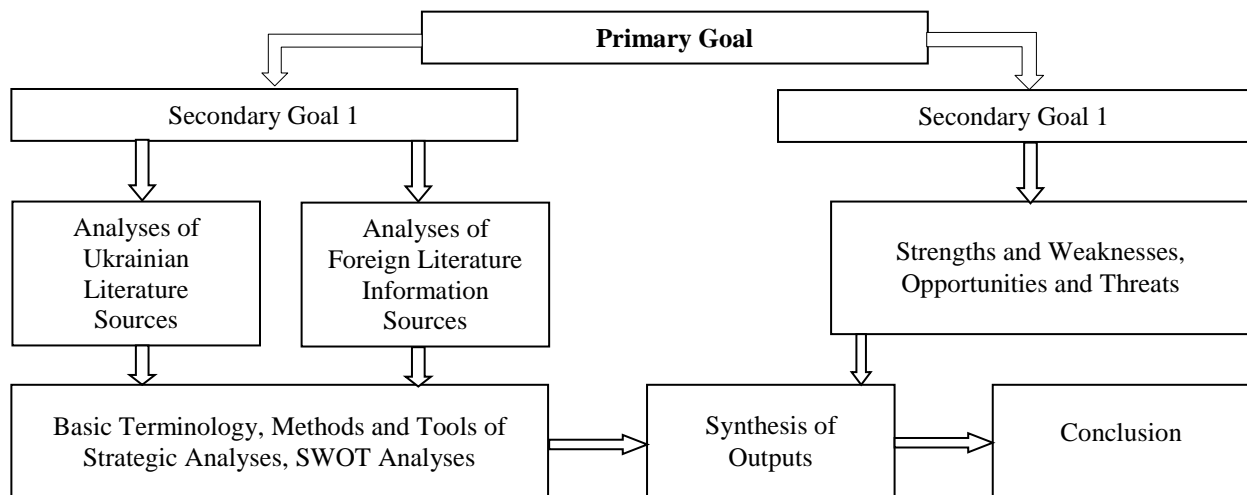 Primary Goal
Secondary Goal 1
Secondary Goal 1
Analyses of
Ukrainian
Literature
Sources
Analyses of
Foreign Literature
Information
Sources
Strengths and Weaknesses,
Opportunities and Threats
Basic Terminology, Methods and Tools of
Strategic Analyses, SWOT Analyses
Synthesis of
Outputs
Conclusion